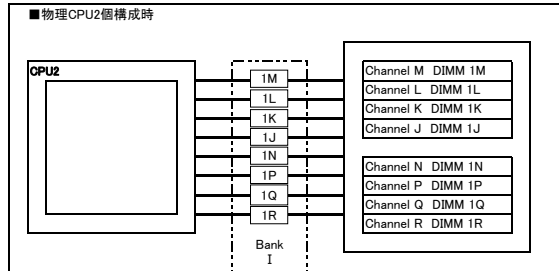 ■物理CPU2個構成時
CPU2
1M
1L
1K
1J
1N
1P
1Q
1R
Bank
I
Channel M DIMM 1M
Channel L DIMM 1L
Channel K DIMM 1K
Channel J DIMM 1J
Channel N DIMM 1N
Channel P DIMM 1P
Channel Q DIMM 1Q
Channel R DIMM 1R